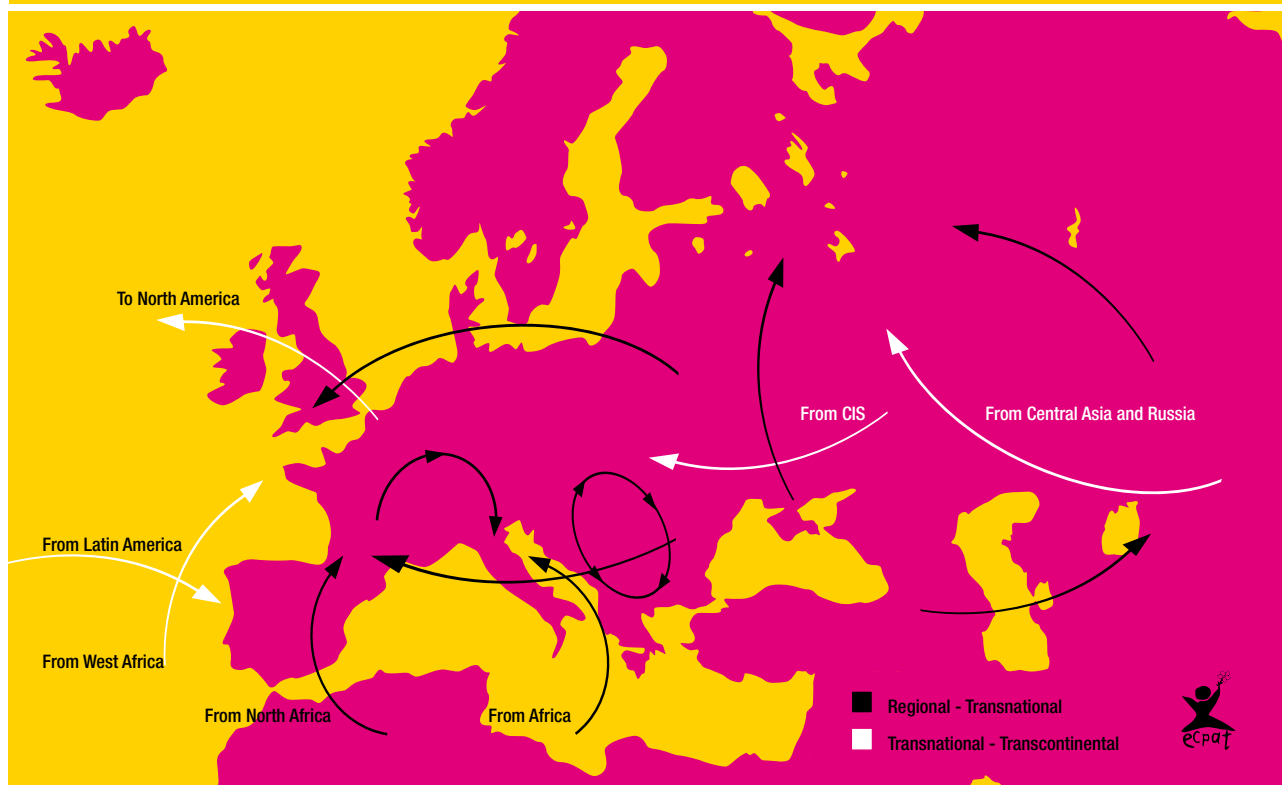 To North America
From CIS
From Central Asia and Russia
From Latin America
From West Africa
From North Africa
From Africa
Regional - Transnational
Transnational - Transcontinental
eCpat